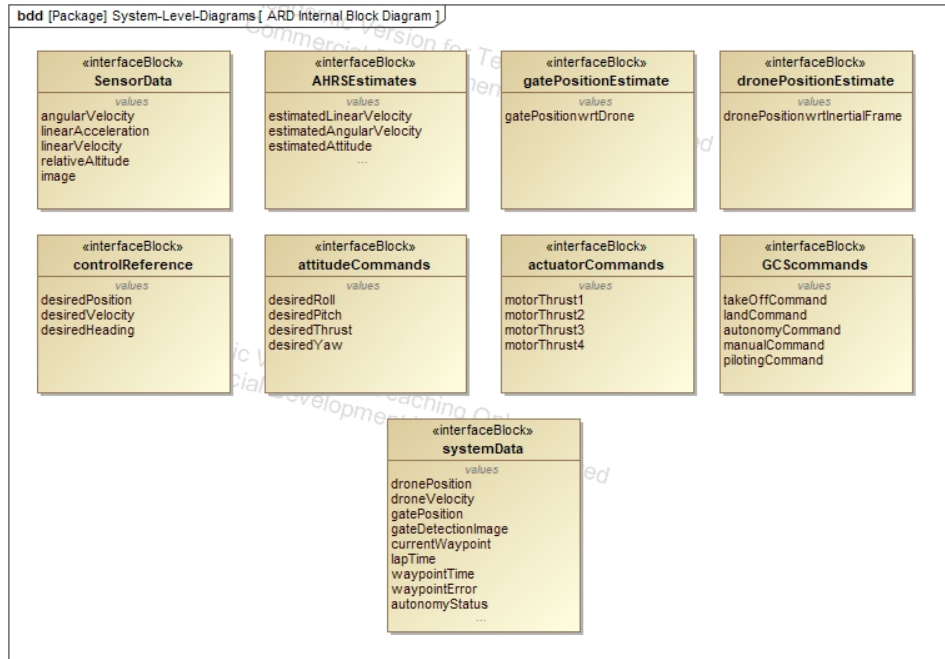 bdd [Package] System-Level-Diagrams [ ARD Internal Block Diagram ]
«interfaceBlock»
SensorData
values
angularVelocity
linearAcceleration
linearVelocity
relativeAltitude
image
«interfaceBlock»
AHRSEstimates
values
estimatedLinearVelocity
estimatedAngularVelocity
estimatedAttitude
...
«interfaceBlock»
gatePositionEstimate
values
gatePositionwrtDrone
«interfaceBlock»
dronePositionEstimate
values
dronePositionwrtInertialFrame
«interfaceBlock»
controlReference
values
desiredPosition
desiredVelocity
desiredHeading
«interfaceBlock»
attitudeCommands
values
desiredRoll
desiredPitch
desiredThrust
desiredYaw
«interfaceBlock»
actuatorCommands
values
motorThrust1
motorThrust2
motorThrust3
motorThrust4
«interfaceBlock»
GCScommands
values
takeOffCommand
landCommand
autonomyCommand
manualCommand
pilotingCommand
«interfaceBlock»
systemData
values
dronePosition
droneVelocity
gatePosition
gateDetectionImage
currentWaypoint
lapTime
waypointTime
waypointError
autonomyStatus
...